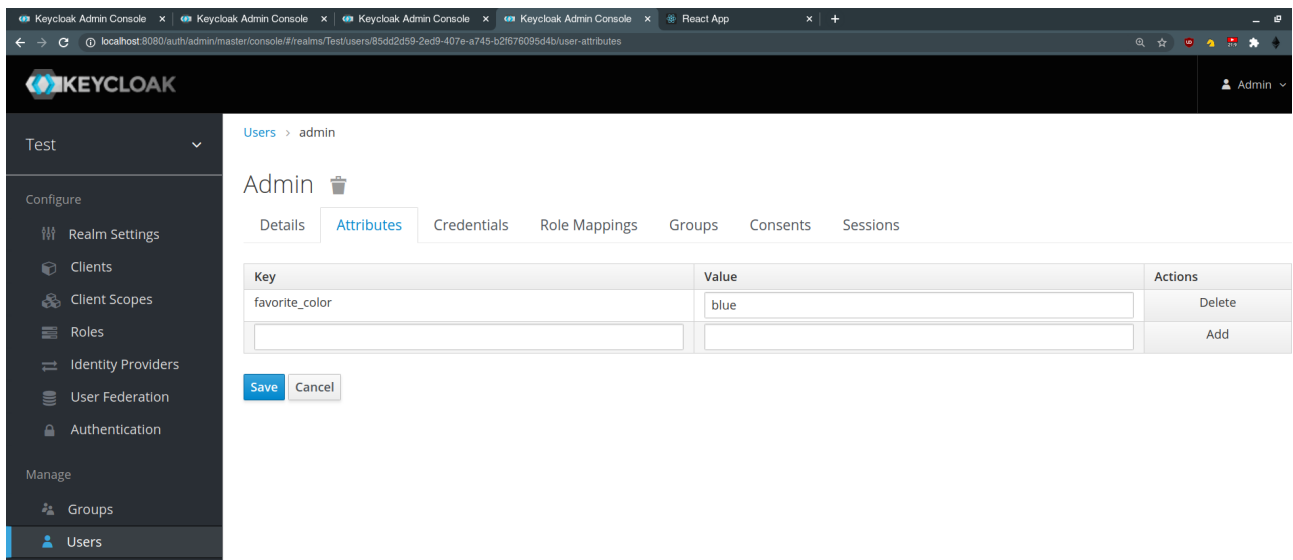 Keycloak Admin Console × Keycloak Admin Console × Keycloak Admin Console × Keycloak Admin Console × React App × +
localhost:8080/auth/admin/master/console/#/realms/Test/users/85dd2d59-2ed9-407e-a745-b2f676095d4b/user-attributes
KEYCLOAK
Admin
Test
Users > admin
Admin
Configure
Details Attributes Credentials Role Mappings Groups Consents Sessions
Realm Settings
Clients
Key Value Actions
Client Scopes
favorite_color blue Delete
Roles
Add
Identity Providers
User Federation
Save Cancel
Authentication
Manage
Groups
Users